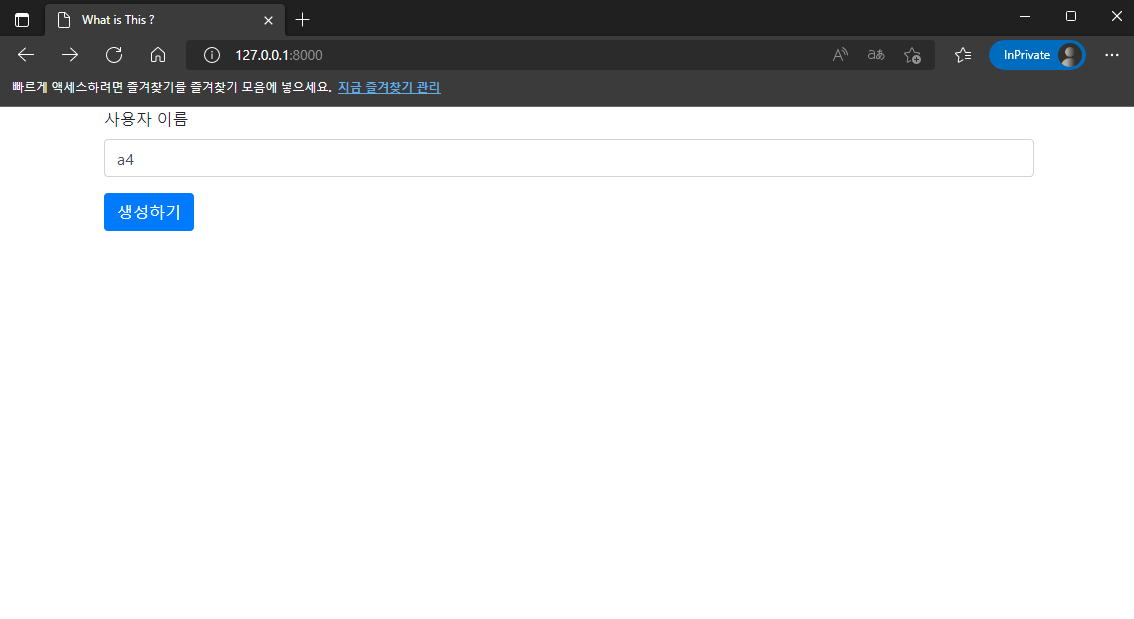 What is This ?
127.0.0.1:8000
InPrivate
빠르게 액세스하려면 즐겨찾기를 즐겨찾기 모음에 넣으세요. 지금 즐겨찾기 관리
사용자 이름
a4
생성하기